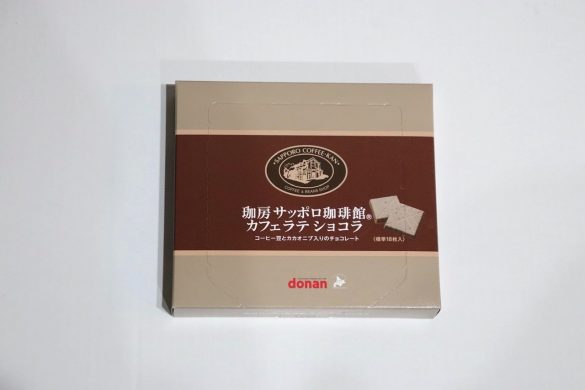 ・SAPPORO COFFEE-KAN・
COFFEE & BEANS SHOP
珈房 サッポロ珈琲館®
カフェラテ ショコラ
コーヒー豆とカカオニブ入りのチョコレート
(標準18枚入)
donan